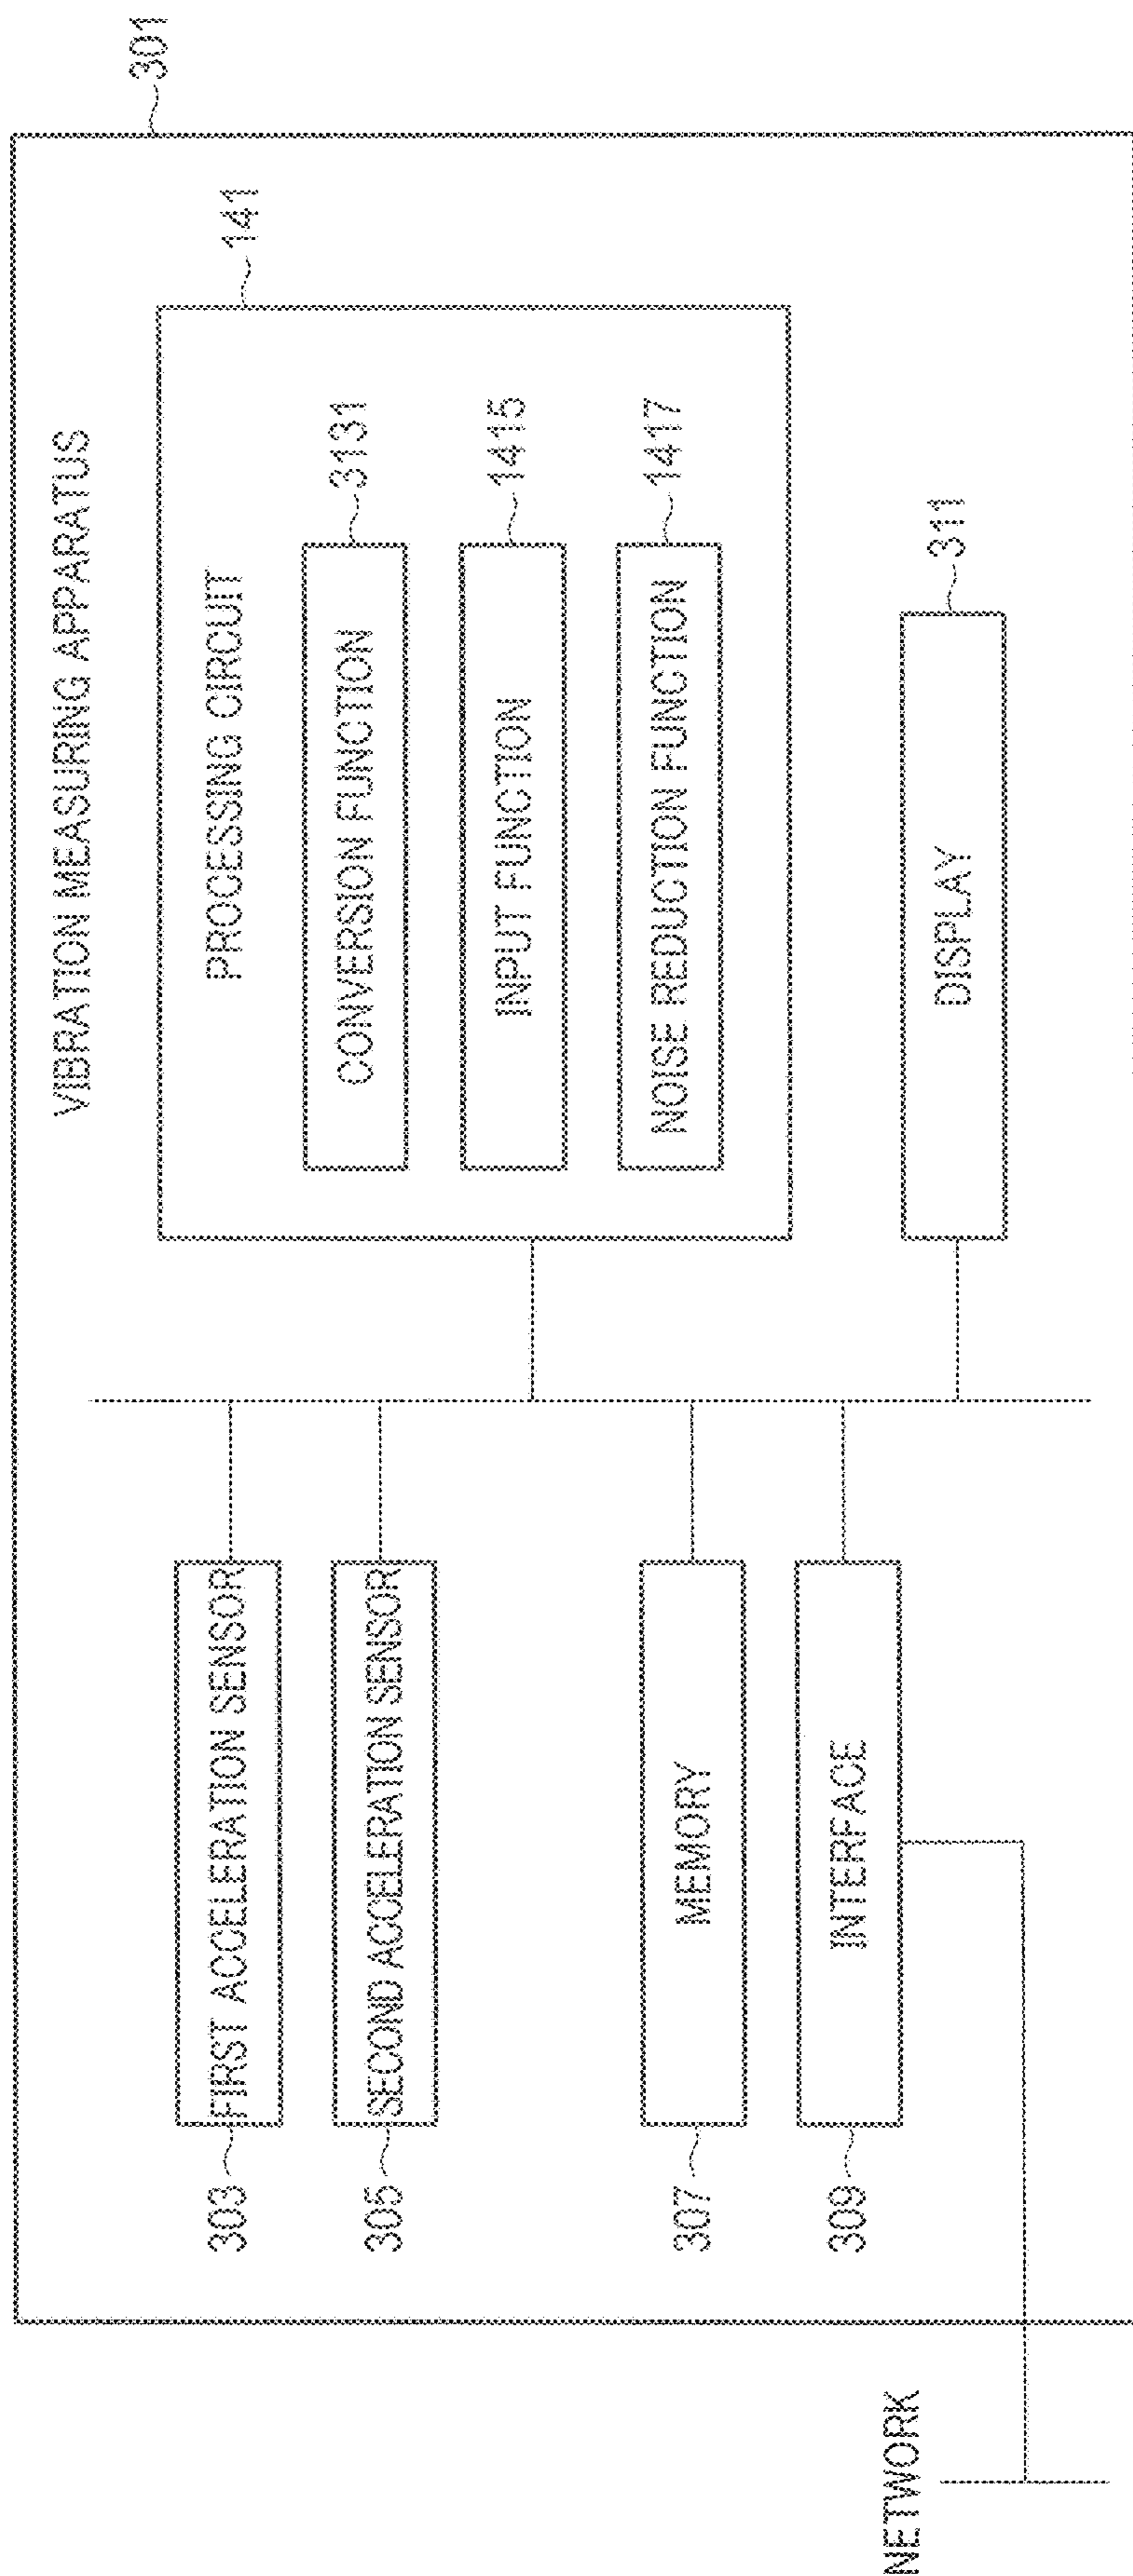 VIBRATION MEASURING APPARATUS
301
303
FIRST ACCELERATION SENSOR
305
SECOND ACCELERATION SENSOR
307
MEMORY
309
INTERFACE
NETWORK
PROCESSING CIRCUIT
141
CONVERSION FUNCTION
3131
INPUT FUNCTION
1415
NOISE REDUCTION FUNCTION
1417
DISPLAY
311